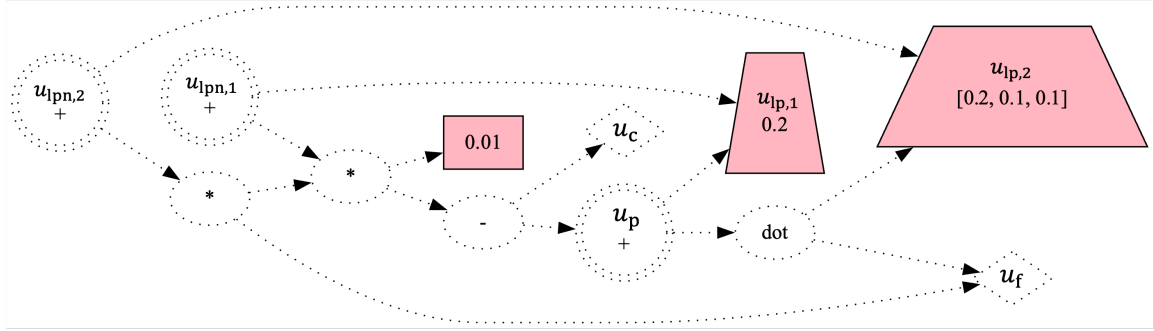 u_lpn,2
+
u_lpn,1
+
*
*
0.01
-
u_c
u_p
+
u_lp,1
0.2
dot
u_lp,2
[0.2, 0.1, 0.1]
u_f